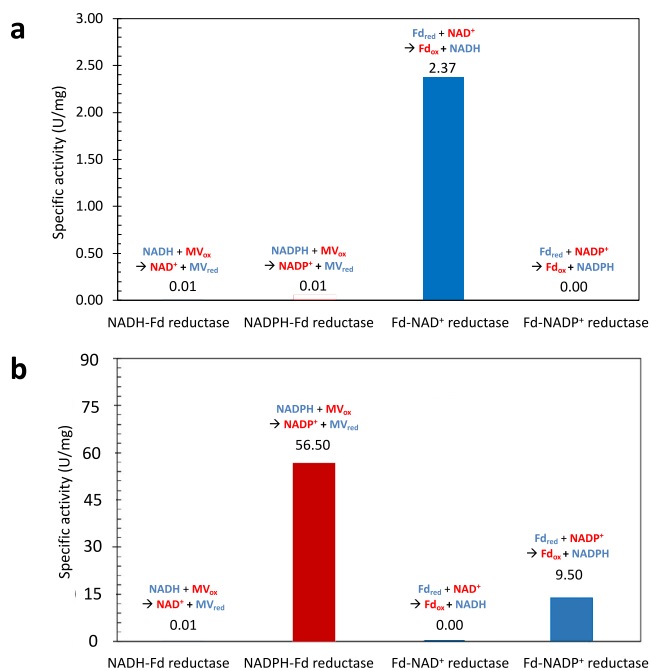 a
Specific activity (U/mg)
3.00
2.50
2.00
1.50
1.00
0.50
0.00
NADH + MVox
→ NAD⁺ + MVred
0.01
NADPH + MVox
→ NADP⁺ + MVred
0.01
Fdred + NAD⁺
→ Fdox + NADH
2.37
Fdred + NADP⁺
→ Fdox + NADPH
0.00
NADH-Fd reductase NADPH-Fd reductase Fd-NAD⁺ reductase Fd-NADP⁺ reductase
b
Specific activity (U/mg)
90
75
60
45
30
15
0
NADH + MVox
→ NAD⁺ + MVred
0.01
NADPH + MVox
→ NADP⁺ + MVred
56.50
Fdred + NAD⁺
→ Fdox + NADH
0.00
Fdred + NADP⁺
→ Fdox + NADPH
9.50
NADH-Fd reductase NADPH-Fd reductase Fd-NAD⁺ reductase Fd-NADP⁺ reductase